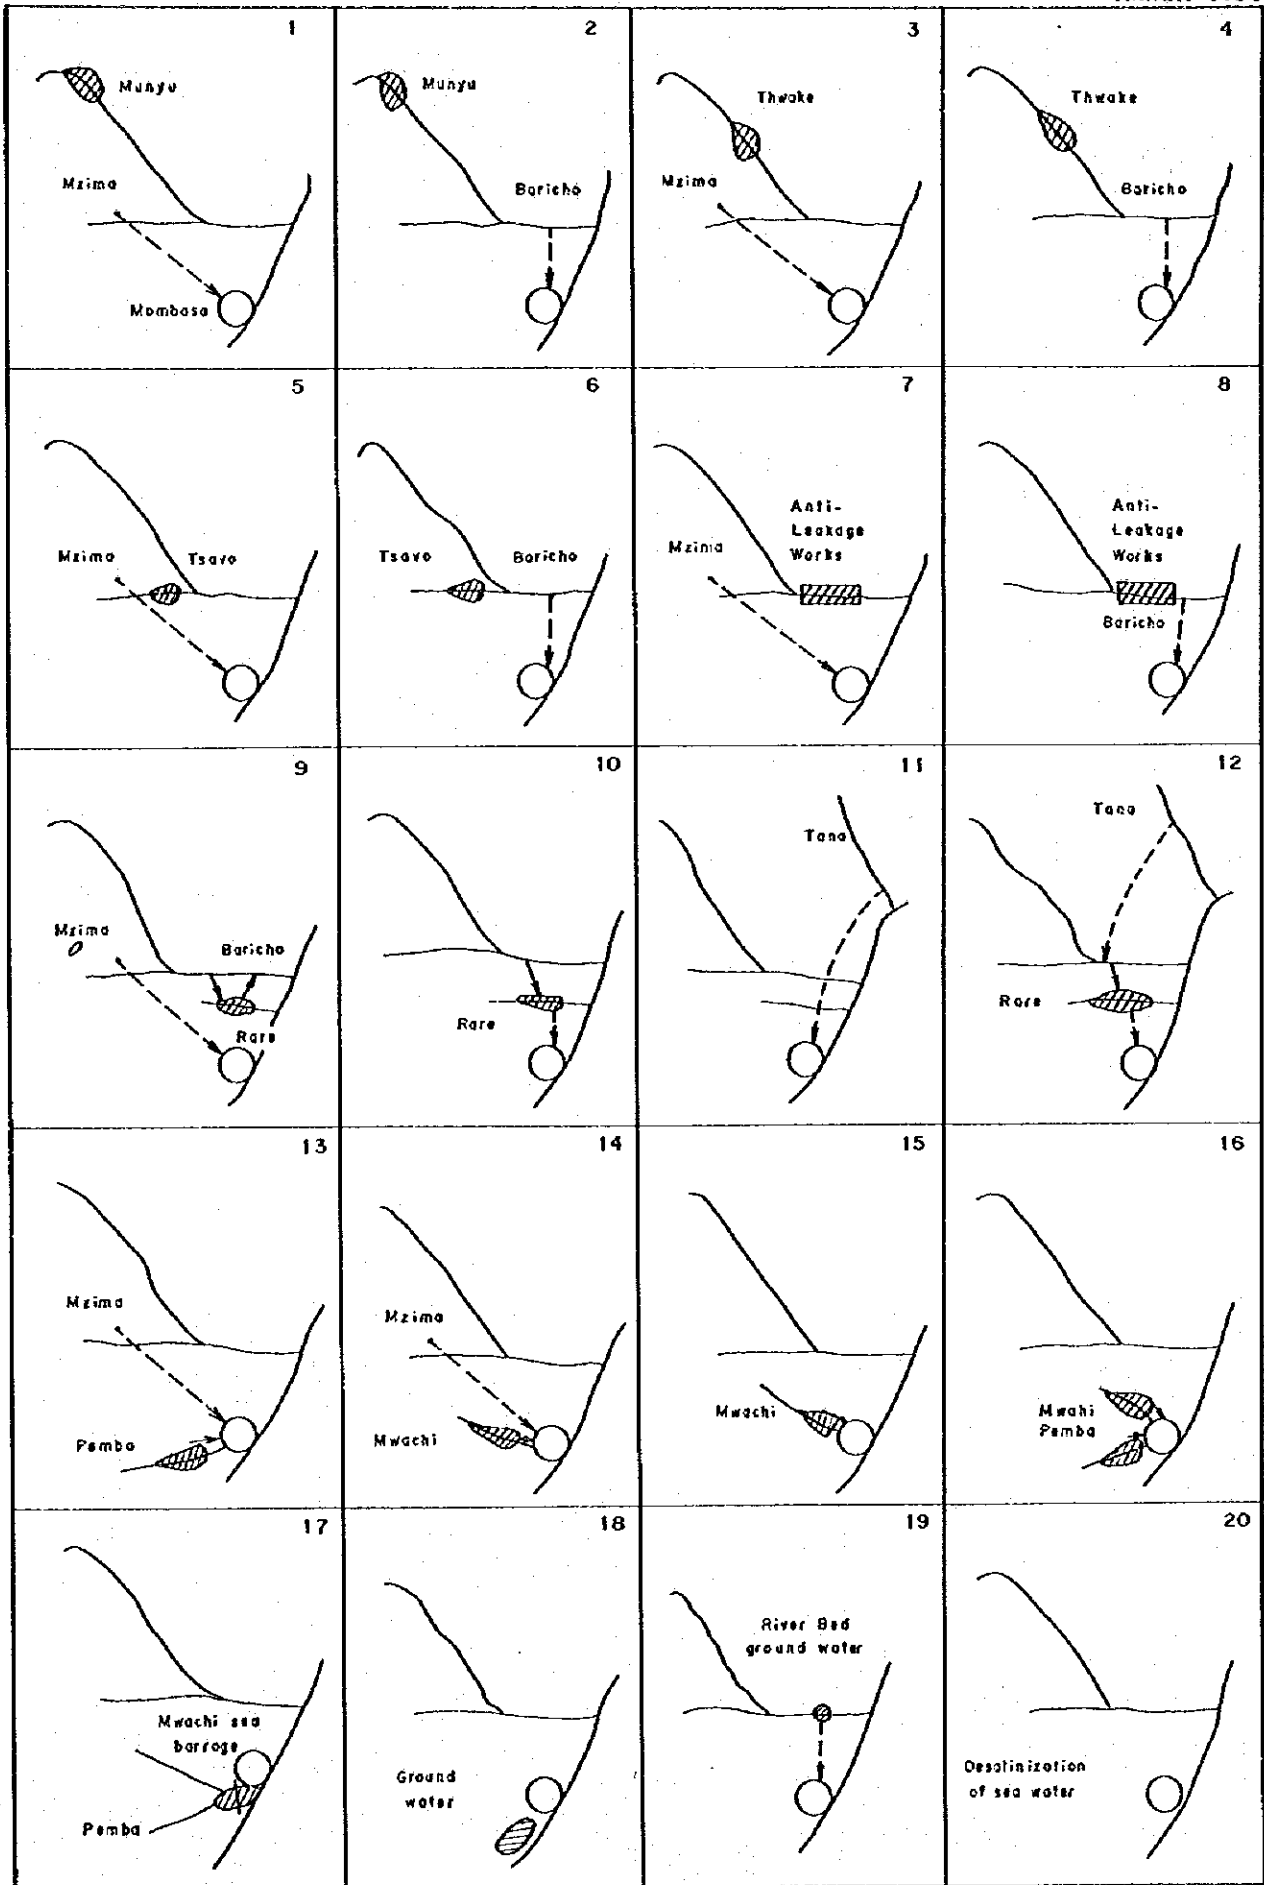 1
Munyu
Mzima
Mombasa
2
Munyu
Baricho
3
Thwake
Mzima
4
Thwake
Baricho
5
Mzima
Tsavo
6
Tsavo
Baricho
7
Anti-
Leakage
Works
Mzima
8
Anti-
Leakage
Works
Baricho
9
Mzima
Baricho
Rare
10
Rare
11
Tana
12
Tana
Rare
13
Mzima
Pemba
14
Mzima
Mwachi
15
Mwachi
16
Mwahi
Pemba
17
Mwachi sea
barrage
Pemba
18
Ground
water
19
River Bed
ground water
20
Desalinization
of sea water